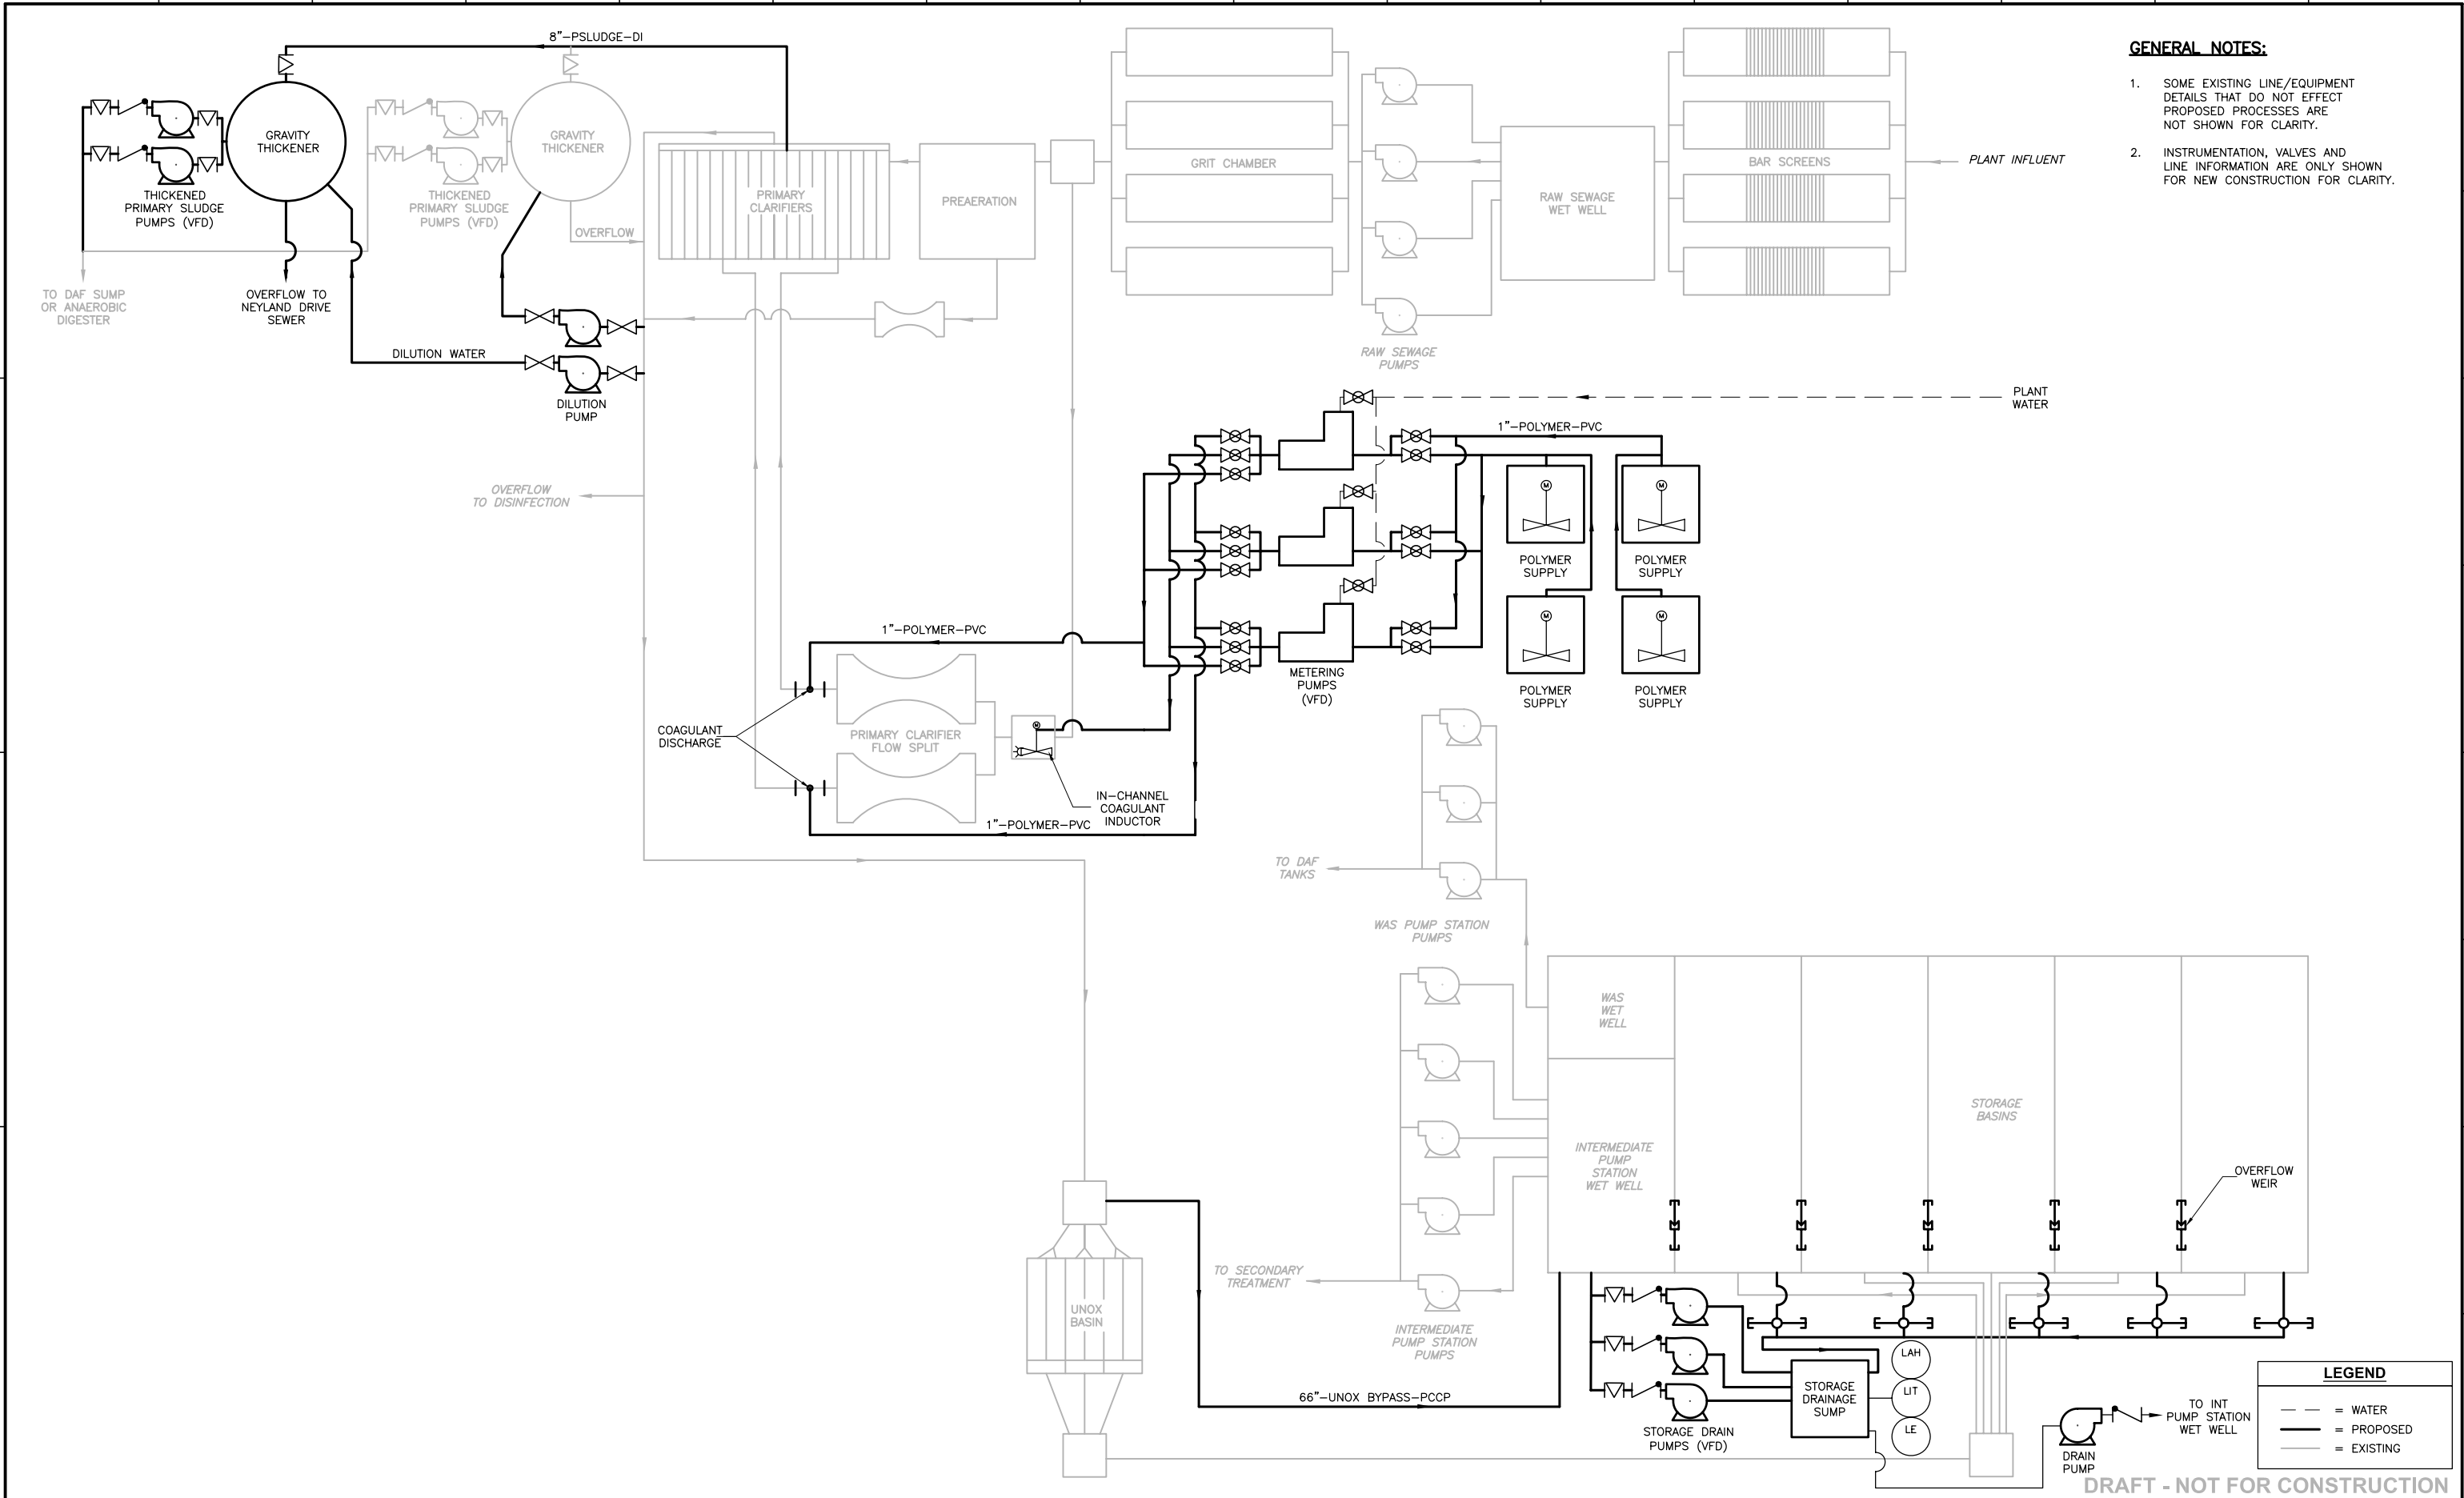 8"-PSLUDGE-DI
GRAVITY
THICKENER
GRAVITY
THICKENER
THICKENED
PRIMARY SLUDGE
PUMPS (VFD)
THICKENED
PRIMARY SLUDGE
PUMPS (VFD)
OVERFLOW
TO DAF SUMP
OR ANAEROBIC
DIGESTER
OVERFLOW TO
NEYLAND DRIVE
SEWER
DILUTION WATER
DILUTION
PUMP
PRIMARY
CLARIFIERS
PREAERATION
GRIT CHAMBER
RAW SEWAGE
WET WELL
BAR SCREENS
PLANT INFLUENT
RAW SEWAGE
PUMPS
GENERAL NOTES:
1. SOME EXISTING LINE/EQUIPMENT
DETAILS THAT DO NOT EFFECT
PROPOSED PROCESSES ARE
NOT SHOWN FOR CLARITY.
2. INSTRUMENTATION, VALVES AND
LINE INFORMATION ARE ONLY SHOWN
FOR NEW CONSTRUCTION FOR CLARITY.
PLANT
WATER
1"-POLYMER-PVC
OVERFLOW
TO DISINFECTION
M
M
POLYMER
SUPPLY
POLYMER
SUPPLY
M
M
POLYMER
SUPPLY
POLYMER
SUPPLY
METERING
PUMPS
(VFD)
1"-POLYMER-PVC
COAGULANT
DISCHARGE
PRIMARY CLARIFIER
FLOW SPLIT
M
IN-CHANNEL
COAGULANT
INDUCTOR
1"-POLYMER-PVC
TO DAF
TANKS
WAS PUMP STATION
PUMPS
WAS
WET
WELL
STORAGE
BASINS
INTERMEDIATE
PUMP
STATION
WET WELL
OVERFLOW
WEIR
TO SECONDARY
TREATMENT
INTERMEDIATE
PUMP STATION
PUMPS
UNOX
BASIN
66"-UNOX BYPASS-PCCP
STORAGE DRAIN
PUMPS (VFD)
STORAGE
DRAINAGE
SUMP
LAH
LIT
LE
DRAIN
PUMP
TO INT
PUMP STATION
WET WELL
LEGEND
= WATER
= PROPOSED
= EXISTING
DRAFT - NOT FOR CONSTRUCTION